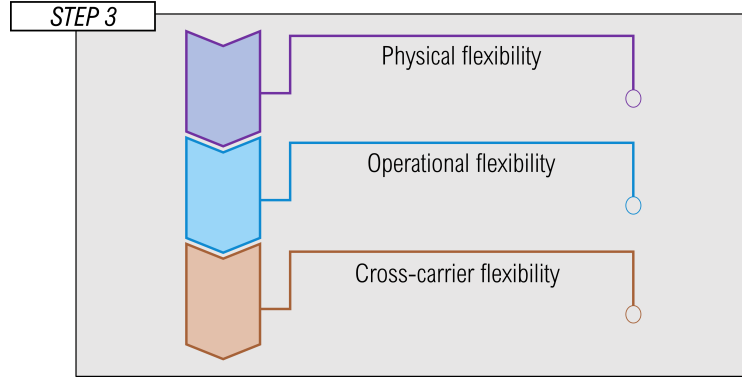 STEP 3
Physical flexibility
Operational flexibility
Cross-carrier flexibility